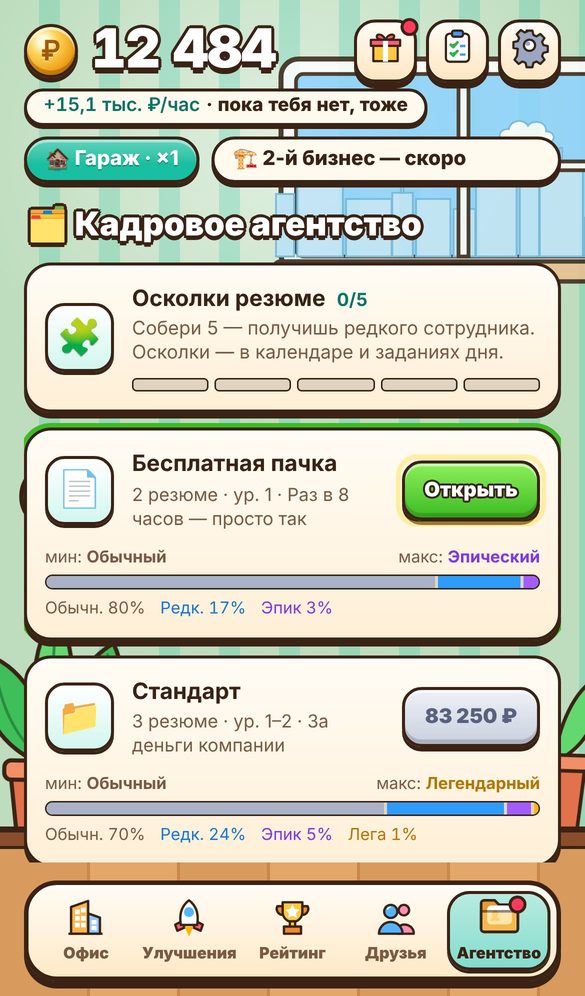 12 484
+15,1 тыс. ₽/час · пока тебя нет, тоже
Гараж · ×1
2-й бизнес — скоро
Кадровое агентство
Осколки резюме 0/5
Собери 5 — получишь редкого сотрудника.
Осколки — в календаре и заданиях дня.
Бесплатная пачка
2 резюме · ур. 1 · Раз в 8
часов — просто так
Открыть
мин: Обычный макс: Эпический
Обычн. 80% Редк. 17% Эпик 3%
Стандарт
3 резюме · ур. 1–2 · За
деньги компании
83 250 ₽
мин: Обычный макс: Легендарный
Обычн. 70% Редк. 24% Эпик 5% Лега 1%
Офис Улучшения Рейтинг Друзья Агентство